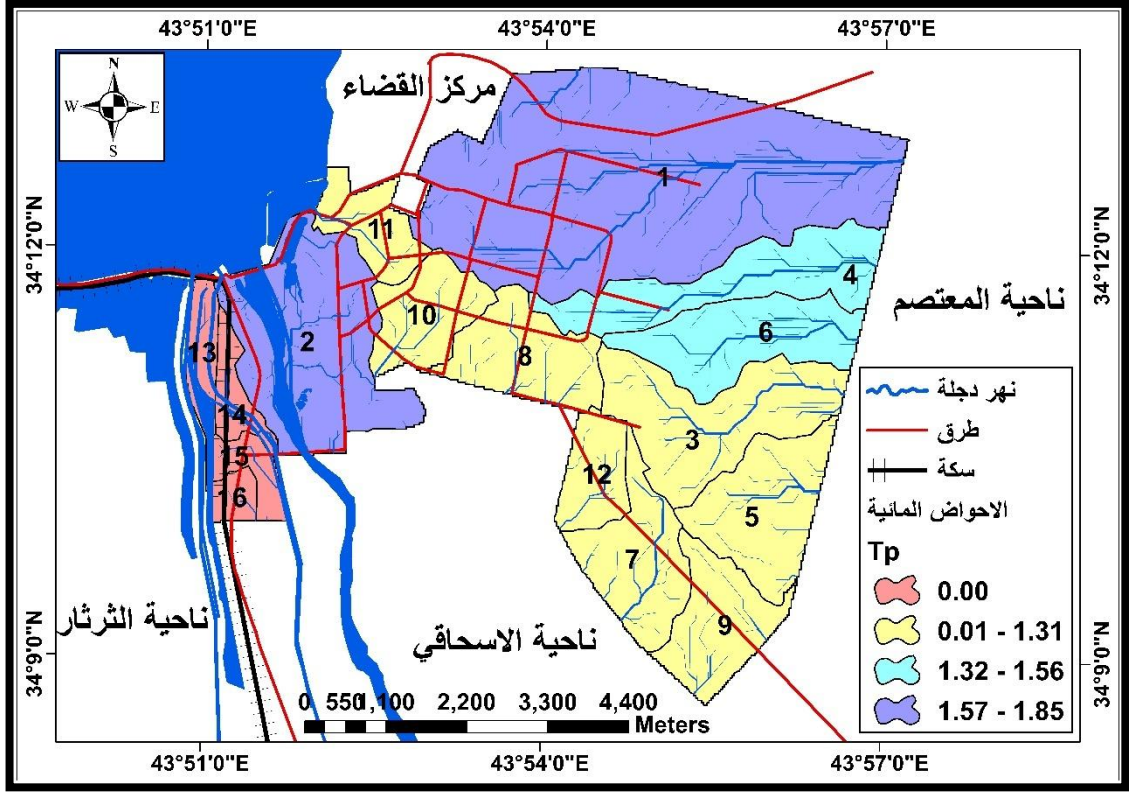 43°51'0"E 43°54'0"E 43°57'0"E
N
W E
S
مركز القضاء
1
34°12'0"N 34°12'0"N
11
4
ناحية المعتصم
10
6
2
8
13
نهر دجلة
14
3
طرق
15
12
سكة
16
5
الاحواض المائية
7
Tp
0.00
ناحية الثرثار
ناحية الاسحاقي
9
0.01 - 1.31
34°9'0"N 34°9'0"N
1.32 - 1.56
0 550 1,100 2,200 3,300 4,400
Meters
1.57 - 1.85
43°51'0"E 43°54'0"E 43°57'0"E